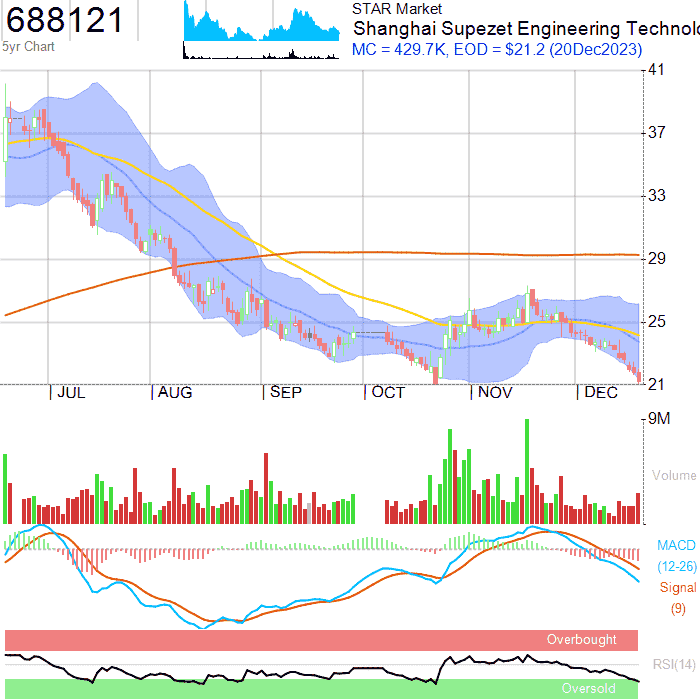 688121
5yr Chart
STAR Market
Shanghai Supezet Engineering Technolo
MC = 429.7K, EOD = $21.2 (20Dec2023)
41
37
33
29
25
21
JUL AUG SEP OCT NOV DEC
9M
Volume
MACD
(12-26)
Signal
(9)
Overbought
RSI(14)
Oversold